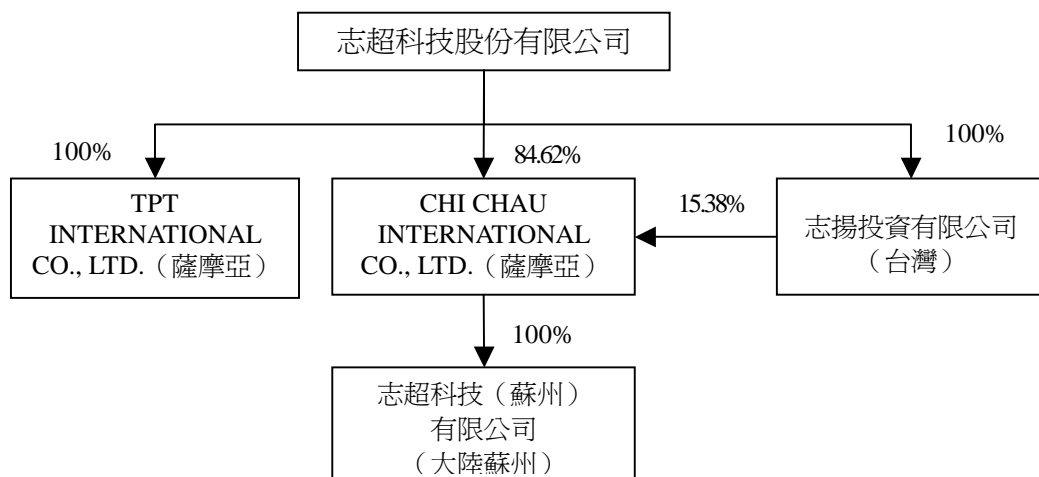 志超科技股份有限公司
100%
84.62%
100%
TPT
INTERNATIONAL
CO., LTD.（薩摩亞）
CHI CHAU
INTERNATIONAL
CO., LTD.（薩摩亞）
15.38%
志揚投資有限公司
（台灣）
100%
志超科技（蘇州）
有限公司
（大陸蘇州）